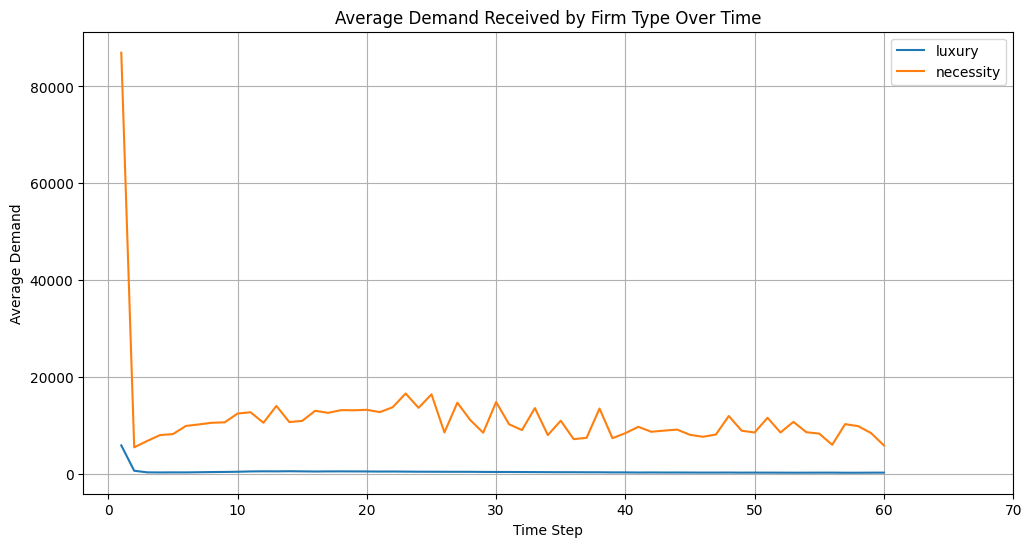 Average Demand Received by Firm Type Over Time
luxury
necessity
Average Demand
80000
60000
40000
20000
0
0 10 20 30 40 50 60 70
Time Step